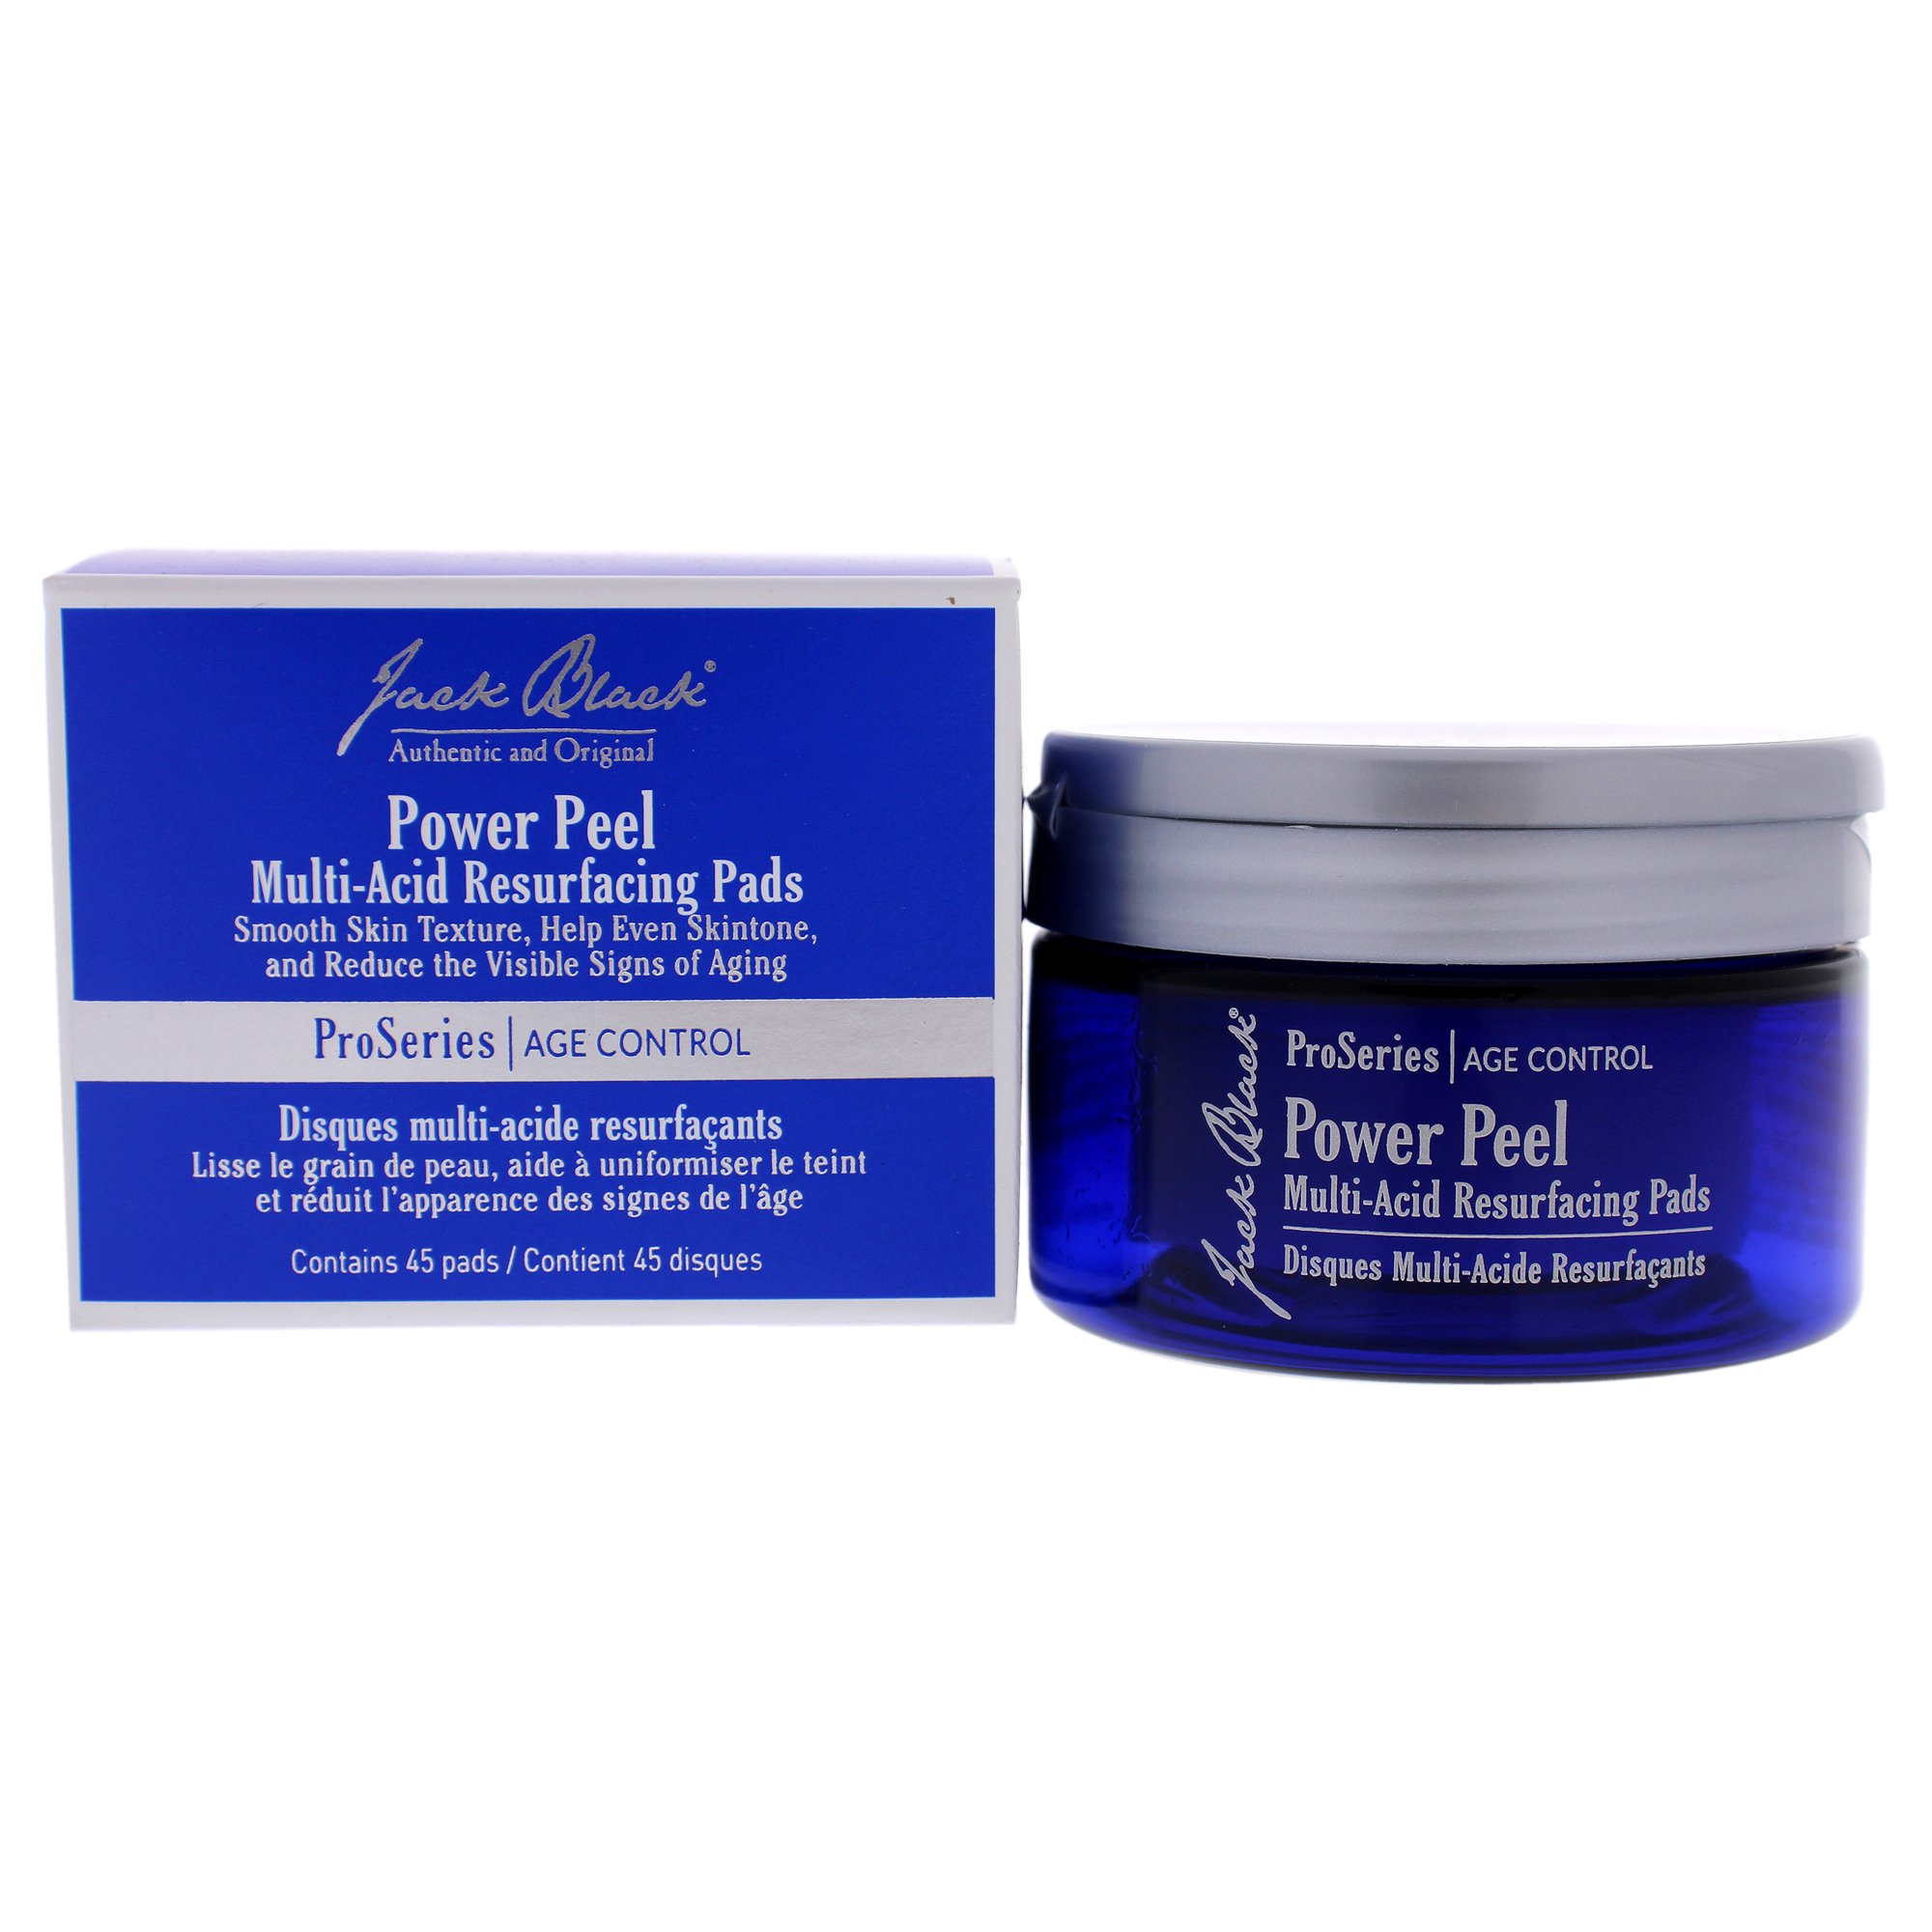 Jack Black®
Authentic and Original
Power Peel
Multi-Acid Resurfacing Pads
Smooth Skin Texture, Help Even Skintone,
and Reduce the Visible Signs of Aging
ProSeries | AGE CONTROL
Disques multi-acide resurfaçants
Lisse le grain de peau, aide à uniformiser le teint
et réduit l'apparence des signes de l'âge
Contains 45 pads / Contient 45 disques
Jack Black®
ProSeries | AGE CONTROL
Power Peel
Multi-Acid Resurfacing Pads
Disques Multi-Acide Resurfaçants